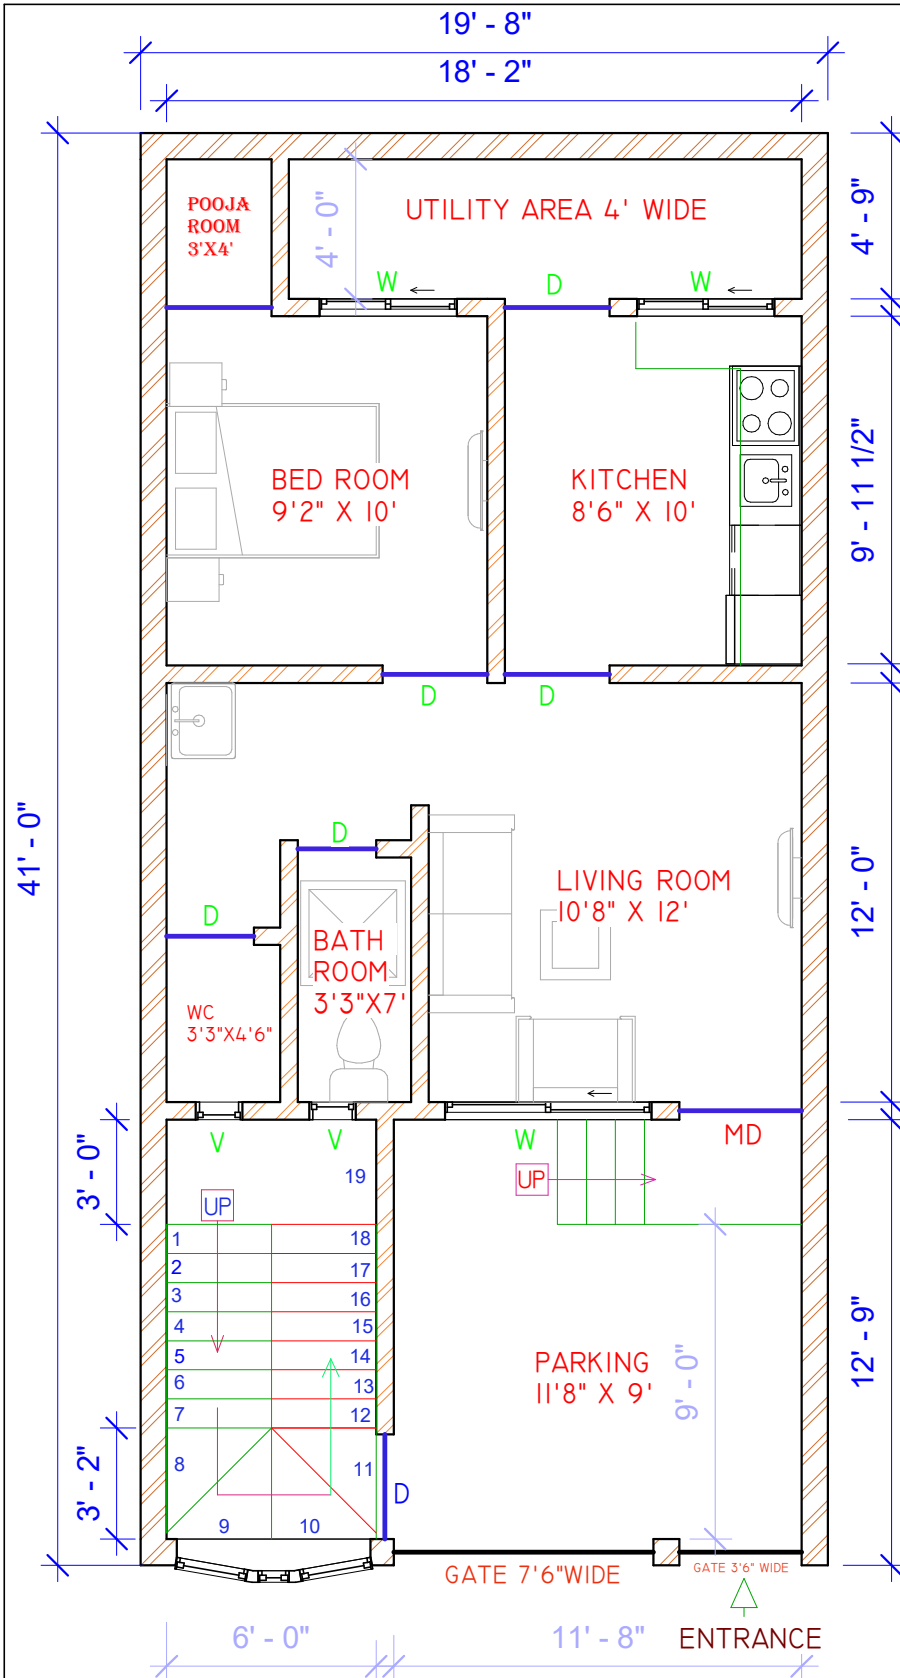 19' - 8"
18' - 2"
POOJA
ROOM
3'X4'
4' - 0"
UTILITY AREA 4' WIDE
4' - 9"
W
D
W
BED ROOM
9'2" X 10'
KITCHEN
8'6" X 10'
9' - 11 1/2"
D
D
41' - 0"
D
D
BATH
ROOM
3'3"X7'
LIVING ROOM
10'8" X 12'
12' - 0"
WC
3'3"X4'6"
V
V
W
MD
3' - 0"
19
UP
UP
1
18
2
17
3
16
4
15
5
14
6
13
7
12
8
11
9
10
PARKING
11'8" X 9'
9' - 0"
12' - 9"
3' - 2"
D
GATE 7'6"WIDE
GATE 3'6" WIDE
ENTRANCE
6' - 0"
11' - 8"